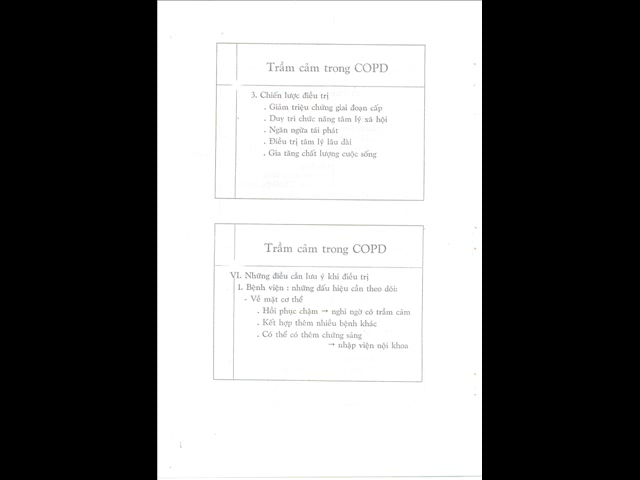 Trầm cảm trong COPD
3. Chiến lược điều trị
. Giảm triệu chứng giai đoạn cấp
. Duy trì chức năng tâm lý xã hội
. Ngăn ngừa tái phát
. Điều trị tâm lý lâu dài
. Gia tăng chất lượng cuộc sống
Trầm cảm trong COPD
VI. Những điều cần lưu ý khi điều trị
1. Bệnh viện : những dấu hiệu cần theo dõi:
- Về mặt cơ thể
. Hồi phục chậm → nghi ngờ có trầm cảm
. Kết hợp thêm nhiều bệnh khác
. Có thể có thêm chứng sảng
→ nhập viện nội khoa